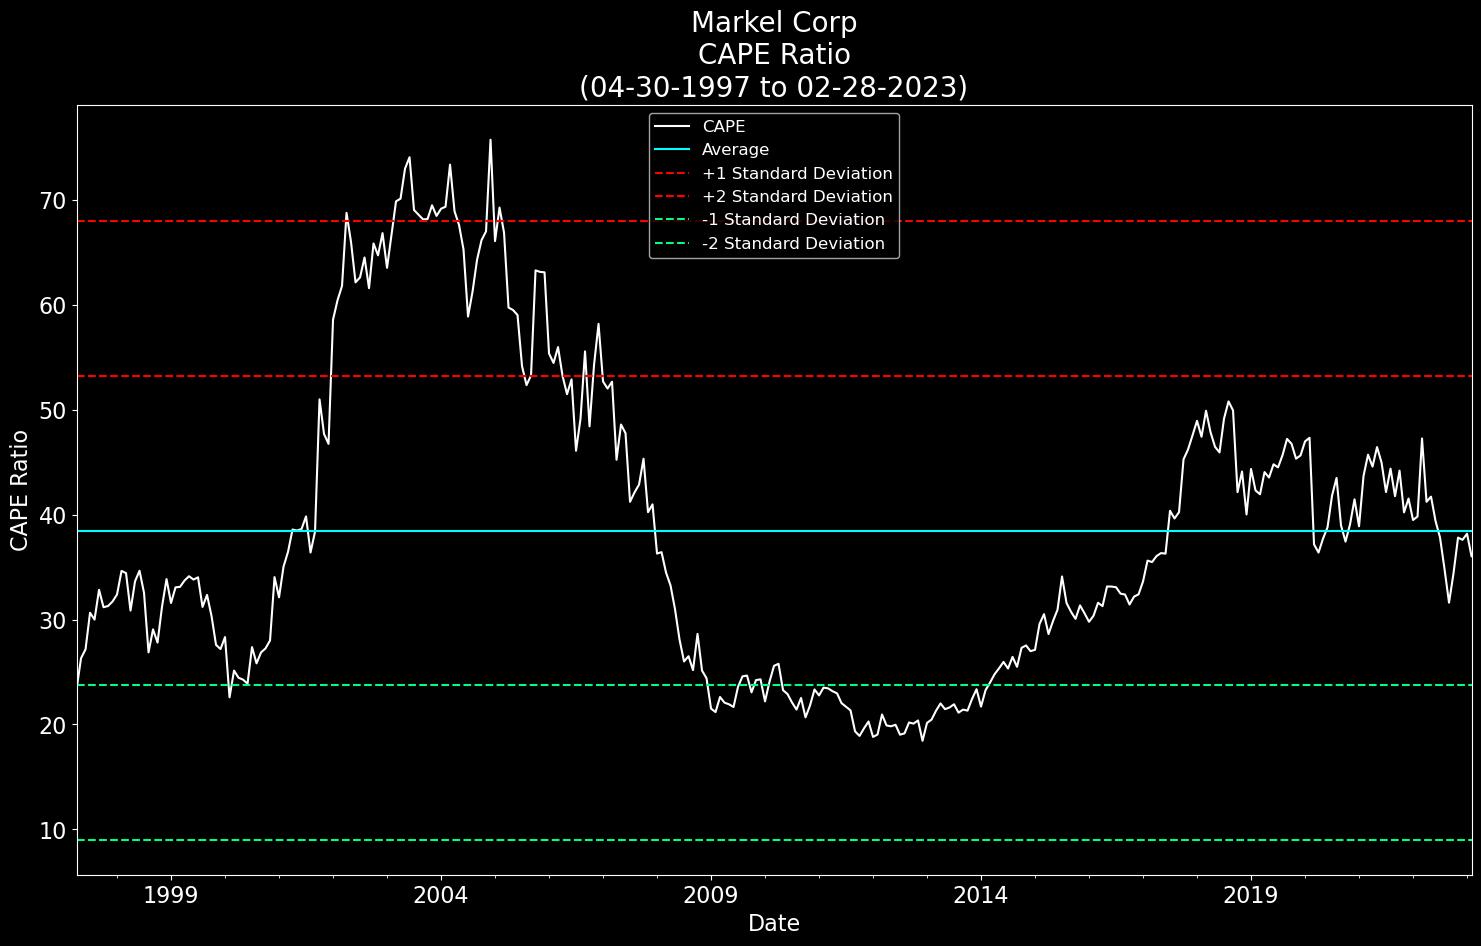 Markel Corp
CAPE Ratio
(04-30-1997 to 02-28-2023)
CAPE
Average
+1 Standard Deviation
+2 Standard Deviation
-1 Standard Deviation
-2 Standard Deviation
70
60
50
40
30
20
10
CAPE Ratio
1999 2004 2009 2014 2019
Date